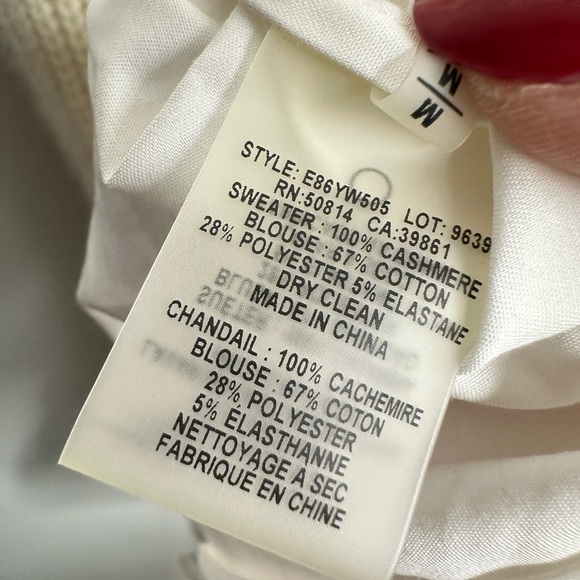 M
M
STYLE: E86YW505 LOT: 9639
RN:50814 CA:39861
SWEATER : 100% CASHMERE
BLOUSE : 67% COTTON
28% POLYESTER 5% ELASTANE
DRY CLEAN
MADE IN CHINA
CHANDAIL : 100% CACHEMIRE
BLOUSE : 67% COTON
28% POLYESTER
5% ÉLASTHANNE
NETTOYAGE A SEC
FABRIQUE EN CHINE